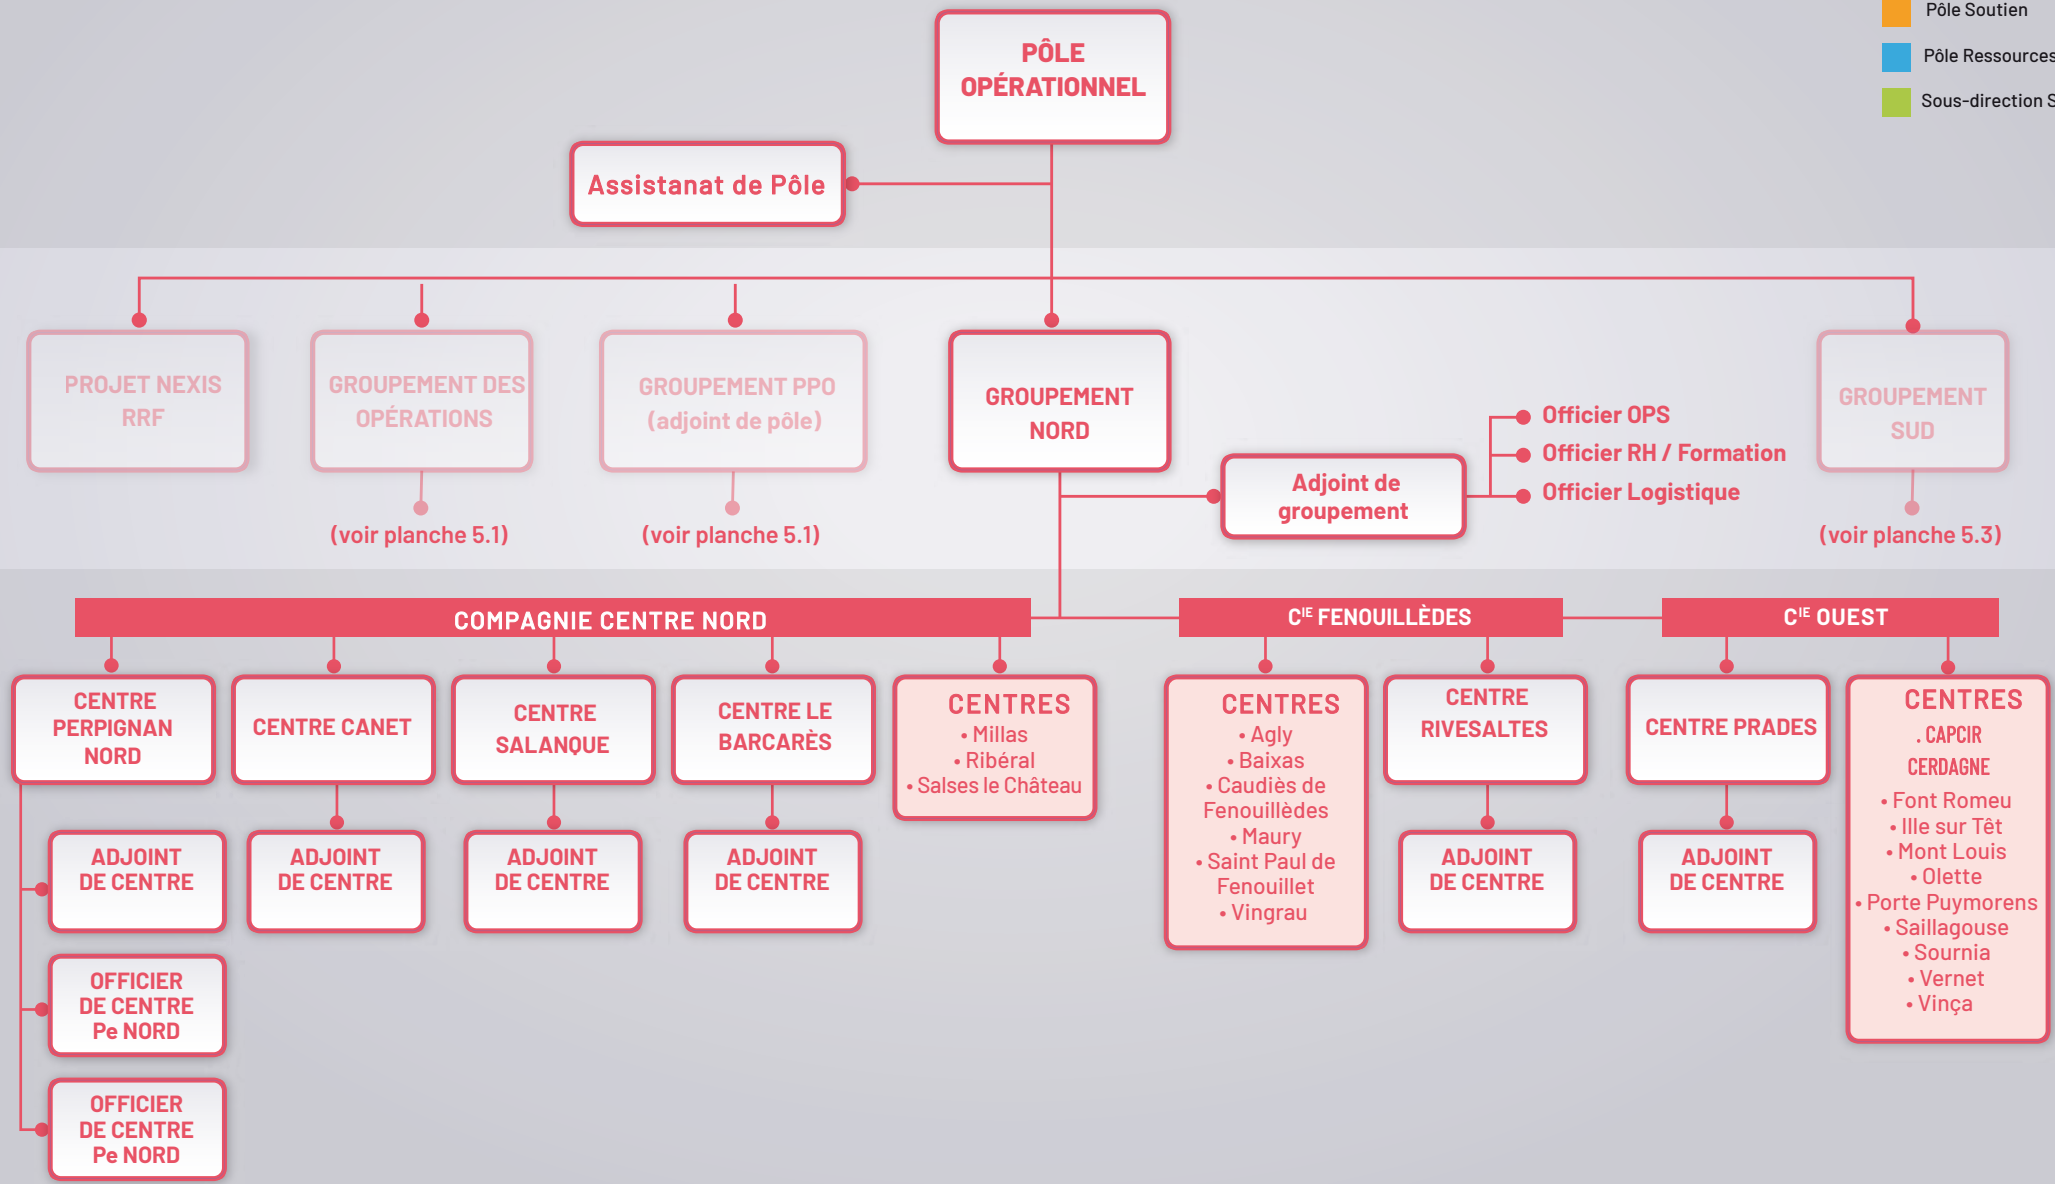 Pôle Soutien
Pôle Ressources
Sous-direction S
PÔLE
OPÉRATIONNEL
Assistanat de Pôle
PROJET NEXIS
RRF
GROUPEMENT DES
OPÉRATIONS
(voir planche 5.1)
GROUPEMENT PPO
(adjoint de pôle)
(voir planche 5.1)
GROUPEMENT
NORD
Adjoint de
groupement
Officier OPS
Officier RH / Formation
Officier Logistique
GROUPEMENT
SUD
(voir planche 5.3)
COMPAGNIE CENTRE NORD
CENTRE
PERPIGNAN
NORD
ADJOINT
DE CENTRE
OFFICIER
DE CENTRE
Pe NORD
OFFICIER
DE CENTRE
Pe NORD
CENTRE CANET
ADJOINT
DE CENTRE
CENTRE
SALANQUE
ADJOINT
DE CENTRE
CENTRE LE
BARCARÈS
ADJOINT
DE CENTRE
CENTRES
• Millas
• Ribéral
• Salses le Château
CIE FENOUILLÈDES
CENTRES
• Agly
• Baixas
• Caudiès de
Fenouillèdes
• Maury
• Saint Paul de
Fenouillet
• Vingrau
CENTRE
RIVESALTES
ADJOINT
DE CENTRE
CIE OUEST
CENTRE PRADES
ADJOINT
DE CENTRE
CENTRES
. CAPCIR
CERDAGNE
• Font Romeu
• Ille sur Têt
• Mont Louis
• Olette
• Porte Puymorens
• Saillagouse
• Sournia
• Vernet
• Vinça